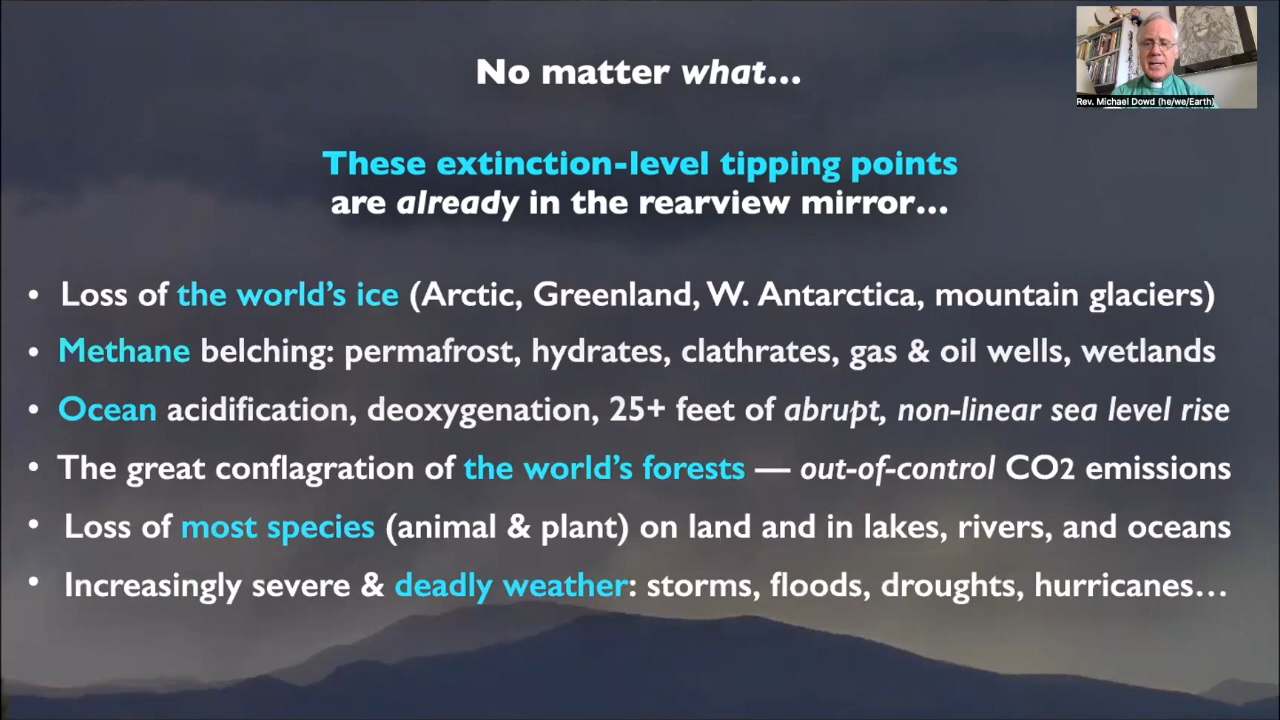 Rev. Michael Dowd (he/we/Earth)
No matter what...
These extinction-level tipping points
are already in the rearview mirror...
• Loss of the world's ice (Arctic, Greenland, W. Antarctica, mountain glaciers)
• Methane belching: permafrost, hydrates, clathrates, gas & oil wells, wetlands
• Ocean acidification, deoxygenation, 25+ feet of abrupt, non-linear sea level rise
• The great conflagration of the world's forests — out-of-control CO2 emissions
• Loss of most species (animal & plant) on land and in lakes, rivers, and oceans
• Increasingly severe & deadly weather: storms, floods, droughts, hurricanes...